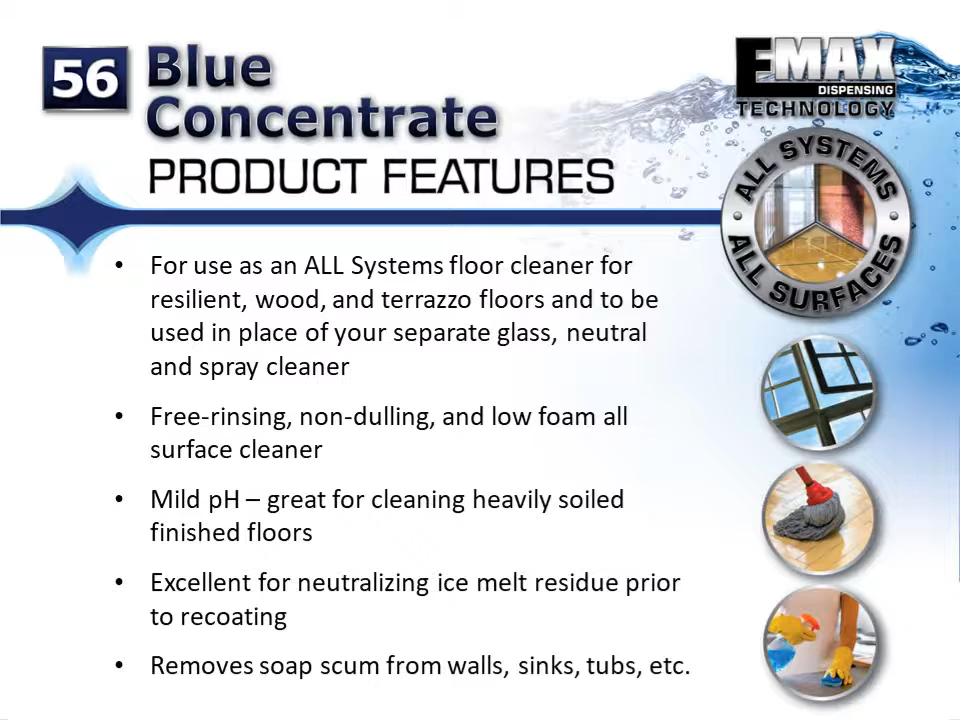 56 Blue
Concentrate
PRODUCT FEATURES
EMAX
DISPENSING
TECHNOLOGY
ALL SYSTEMS
ALL SURFACES
• For use as an ALL Systems floor cleaner for
resilient, wood, and terrazzo floors and to be
used in place of your separate glass, neutral
and spray cleaner
• Free-rinsing, non-dulling, and low foam all
surface cleaner
• Mild pH – great for cleaning heavily soiled
finished floors
• Excellent for neutralizing ice melt residue prior
to recoating
• Removes soap scum from walls, sinks, tubs, etc.